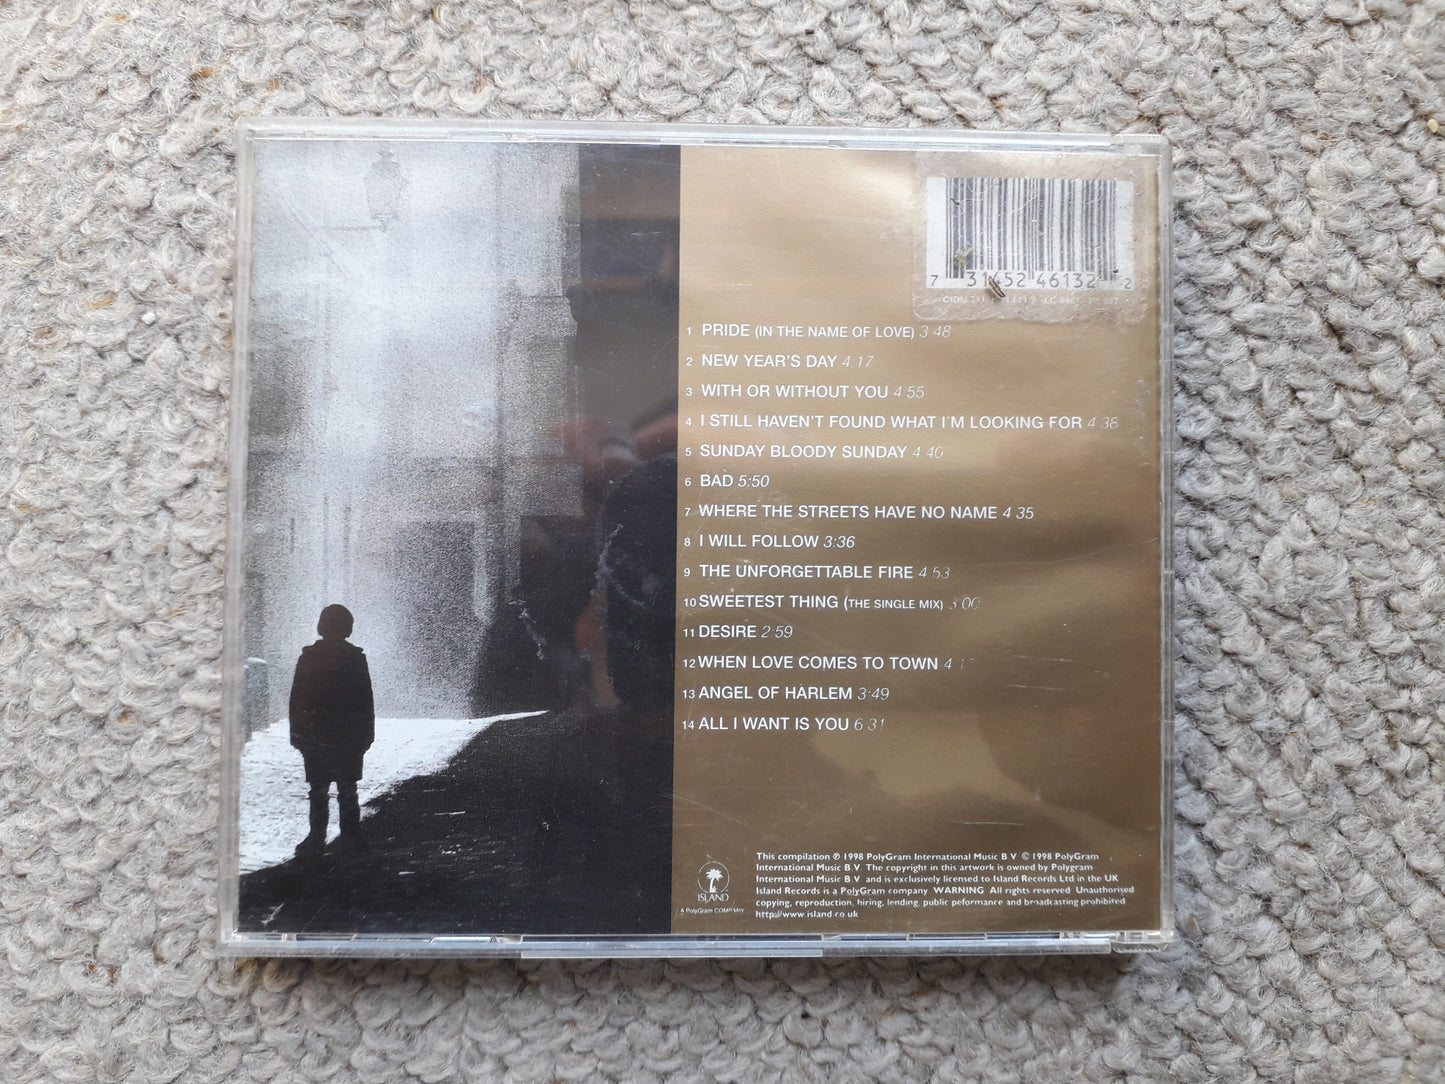 7 31452 46132 2
1 PRIDE (IN THE NAME OF LOVE) 3 48
2 NEW YEAR'S DAY 4.17
3 WITH OR WITHOUT YOU 4 55
4 I STILL HAVEN'T FOUND WHAT I'M LOOKING FOR 4 38
5 SUNDAY BLOODY SUNDAY 4 40
6 BAD 5:50
7 WHERE THE STREETS HAVE NO NAME 4 35
8 I WILL FOLLOW 3:36
9 THE UNFORGETTABLE FIRE 4 53
10 SWEETEST THING (THE SINGLE MIX) 3 00
11 DESIRE 2:59
12 WHEN LOVE COMES TO TOWN
13 ANGEL OF HARLEM 3:49
14 ALL I WANT IS YOU 6 31
This compilation ℗ 1998 PolyGram International Music B.V. © 1998 PolyGram
International Music B.V. The copyright in this artwork is owned by Polygram
International Music B.V. and is exclusively licensed to Island Records Ltd in the UK
Island Records is a PolyGram company. WARNING All rights reserved. Unauthorised
copying, reproduction, hiring, lending, public peformance and broadcasting prohibited.
http://www.island.co.uk
ISLAND
A PolyGram COMPANY